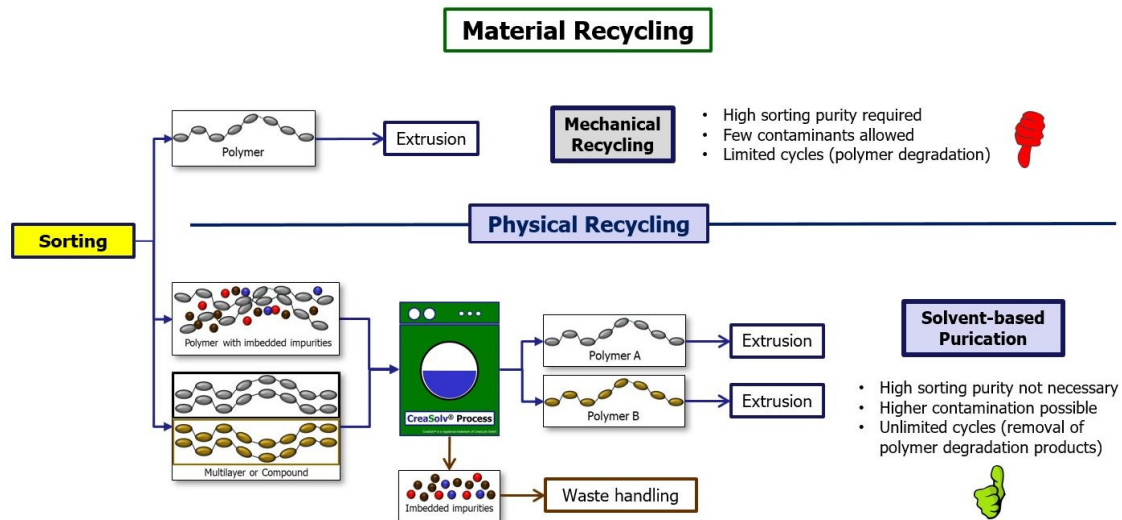 Material Recycling
Polymer
Extrusion
Mechanical
Recycling
• High sorting purity required
• Few contaminants allowed
• Limited cycles (polymer degradation)
Physical Recycling
Sorting
Polymer with imbedded impurities
Multilayer or Compound
CreaSolv® Process
Polymer A
Extrusion
Polymer B
Extrusion
Solvent-based
Purication
• High sorting purity not necessary
• Higher contamination possible
• Unlimited cycles (removal of
polymer degradation products)
Imbedded impurities
Waste handling